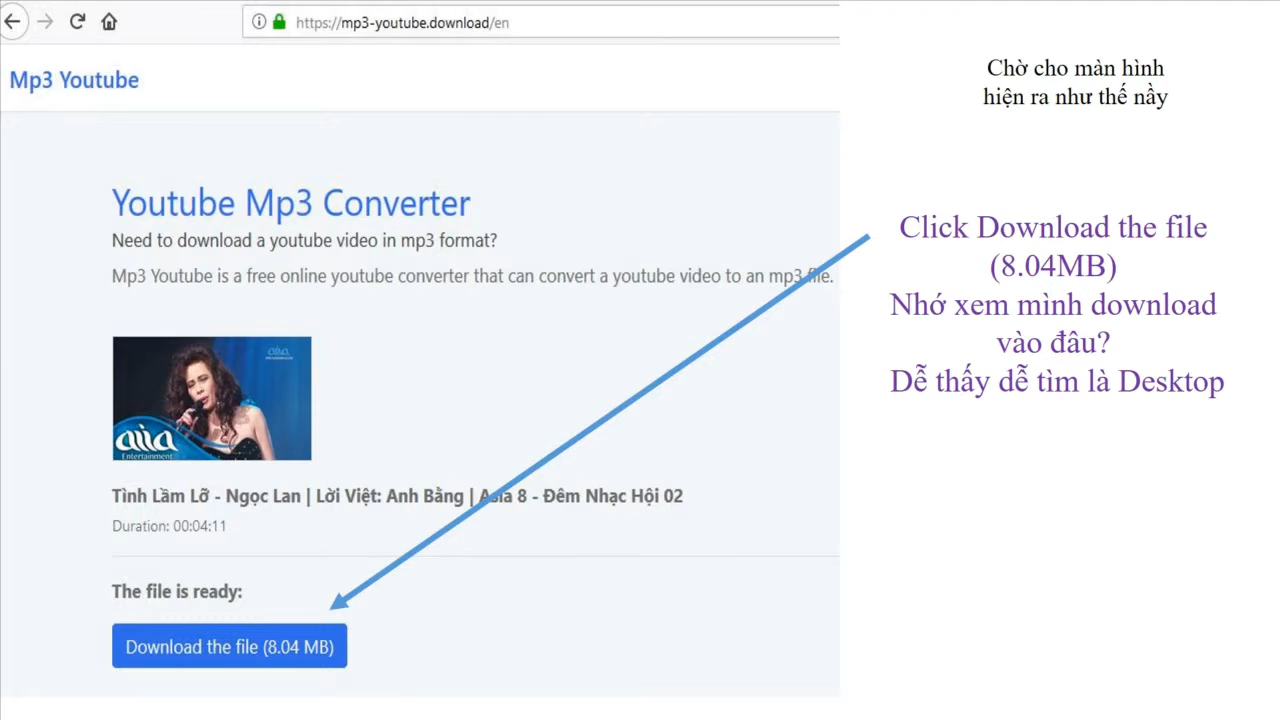 https://mp3-youtube.download/en
Mp3 Youtube
Chờ cho màn hình
hiện ra như thế nầy
Youtube Mp3 Converter
Need to download a youtube video in mp3 format?
Mp3 Youtube is a free online youtube converter that can convert a youtube video to an mp3 file.
Click Download the file
(8.04MB)
Nhớ xem mình download
vào đâu?
Dễ thấy dễ tìm là Desktop
asia
Entertainment
Tình Lầm Lỡ - Ngọc Lan | Lời Việt: Anh Bằng | Asia 8 - Đêm Nhạc Hội 02
Duration: 00:04:11
The file is ready:
Download the file (8.04 MB)